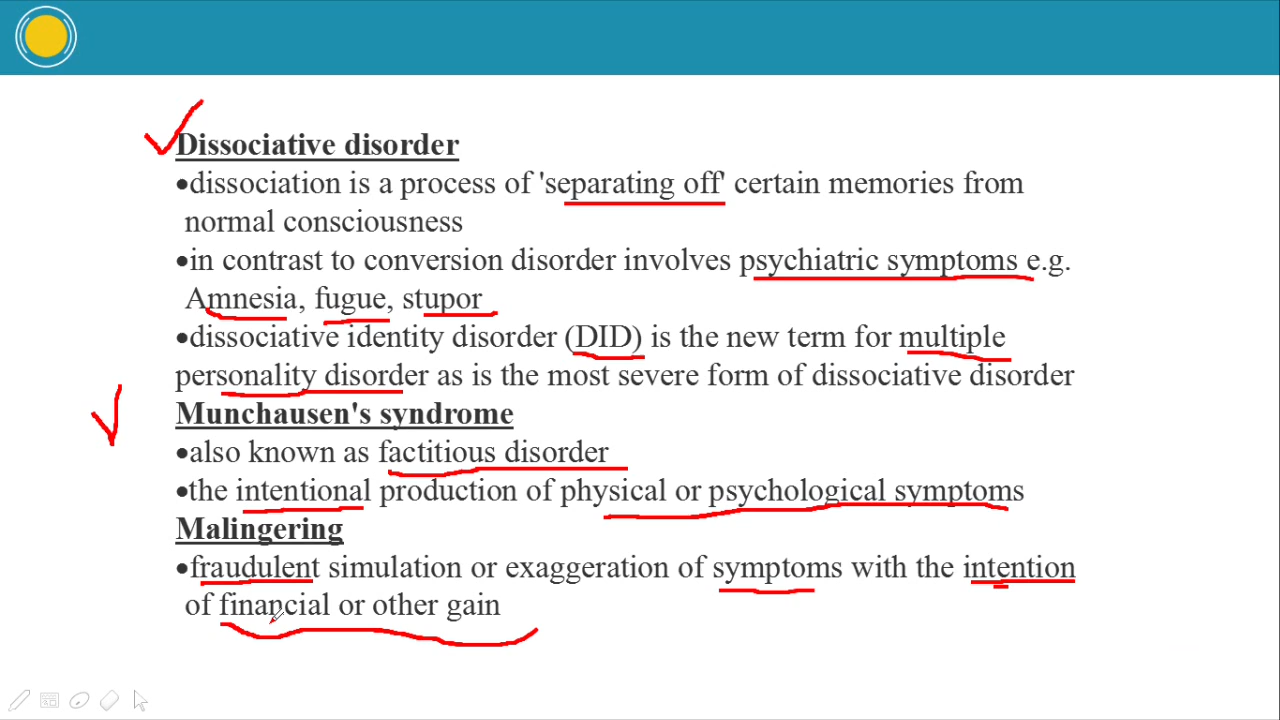 Dissociative disorder
•dissociation is a process of 'separating off' certain memories from
normal consciousness
•in contrast to conversion disorder involves psychiatric symptoms e.g.
Amnesia, fugue, stupor
•dissociative identity disorder (DID) is the new term for multiple
personality disorder as is the most severe form of dissociative disorder
Munchausen's syndrome
•also known as factitious disorder
•the intentional production of physical or psychological symptoms
Malingering
•fraudulent simulation or exaggeration of symptoms with the intention
of financial or other gain